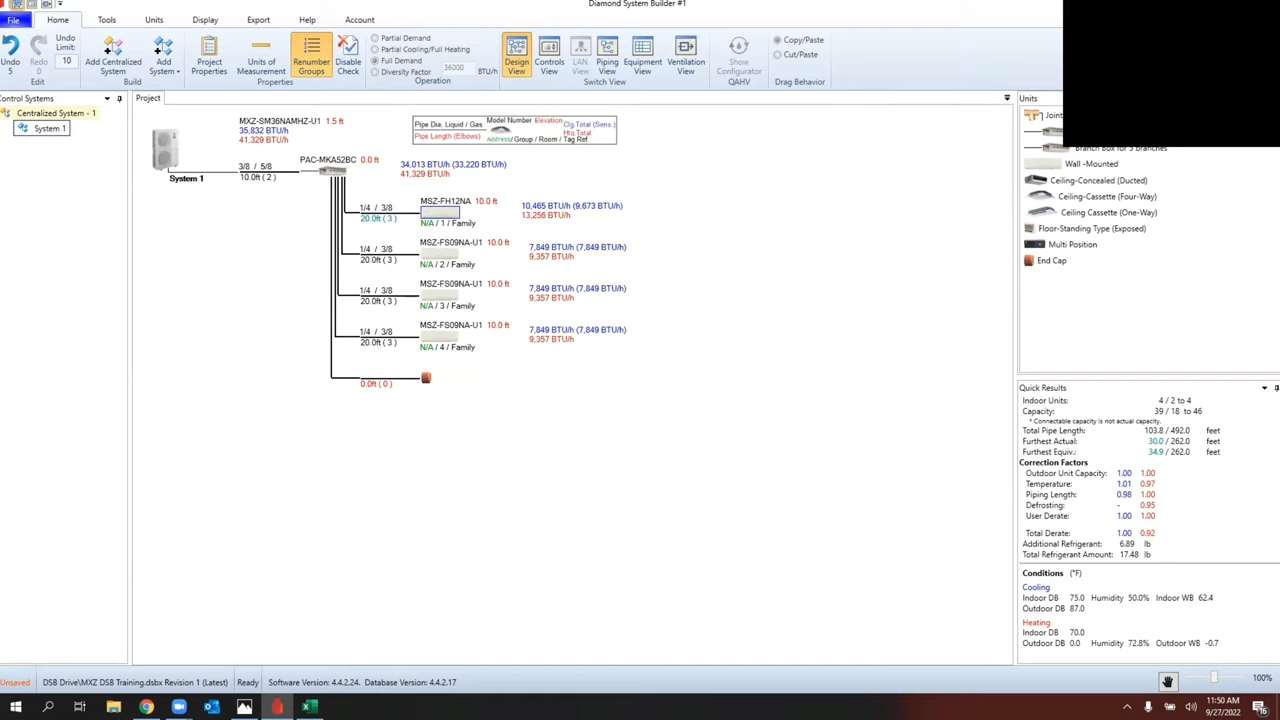 Diamond System Builder #1
File Home Tools Units Display Export Help Account
Undo 5
Redo 0
Undo Limit: 10
Edit
Add Centralized System
Add System
Build
Project Properties
Units of Measurement
Properties
Renumber Groups
Disable Check
Partial Demand
Partial Cooling/Full Heating
Full Demand
Diversity Factor 36000 BTU/h
Operation
Design View
Controls View
LAN View
Piping View
Equipment View
Ventilation View
Switch View
Show Configurator
QAHV
Copy/Paste
Cut/Paste
Drag Behavior
Control Systems
Centralized System - 1
System 1
Project
MXZ-SM36NAMHZ-U1 1.5 ft
35,832 BTU/h
41,329 BTU/h
System 1
3/8 / 5/8
10.0ft ( 2 )
PAC-MKA52BC 0.0 ft
34,013 BTU/h (33,220 BTU/h)
41,329 BTU/h
Pipe Dia. Liquid / Gas Model Number Elevation Clg Total (Sens.)
Pipe Length (Elbows) Address/ Group / Room / Tag Ref. Htg Total
1/4 / 3/8
20.0ft ( 3 )
MSZ-FH12NA 10.0 ft
N/A / 1 / Family
10,465 BTU/h (9,673 BTU/h)
13,256 BTU/h
1/4 / 3/8
20.0ft ( 3 )
MSZ-FS09NA-U1 10.0 ft
N/A / 2 / Family
7,849 BTU/h (7,849 BTU/h)
9,357 BTU/h
1/4 / 3/8
20.0ft ( 3 )
MSZ-FS09NA-U1 10.0 ft
N/A / 3 / Family
7,849 BTU/h (7,849 BTU/h)
9,357 BTU/h
1/4 / 3/8
20.0ft ( 3 )
MSZ-FS09NA-U1 10.0 ft
N/A / 4 / Family
7,849 BTU/h (7,849 BTU/h)
9,357 BTU/h
0.0ft ( 0 )
Units
Joint
Branch Box for 5 branches
Wall -Mounted
Ceiling-Concealed (Ducted)
Ceiling-Cassette (Four-Way)
Ceiling Cassette (One-Way)
Floor-Standing Type (Exposed)
Multi Position
End Cap
Quick Results
Indoor Units: 4 / 2 to 4
Capacity: 39 / 18 to 46
* Connectable capacity is not actual capacity.
Total Pipe Length: 103.8 / 492.0 feet
Furthest Actual: 30.0 / 262.0 feet
Furthest Equiv.: 34.9 / 262.0 feet
Correction Factors
Outdoor Unit Capacity: 1.00 1.00
Temperature: 1.01 0.97
Piping Length: 0.98 1.00
Defrosting: - 0.95
User Derate: 1.00 1.00
Total Derate: 1.00 0.92
Additional Refrigerant: 6.89 lb
Total Refrigerant Amount: 17.48 lb
Conditions (°F)
Cooling
Indoor DB 75.0 Humidity 50.0% Indoor WB 62.4
Outdoor DB 87.0
Heating
Indoor DB 70.0
Outdoor DB 0.0 Humidity 72.8% Outdoor WB -0.7
Unsaved. DSB Drive\MXZ DSB Training.dsbx Revision 1 (Latest) Ready Software Version: 4.4.2.24. Database Version: 4.4.2.17 100%
11:50 AM
9/27/2022
16